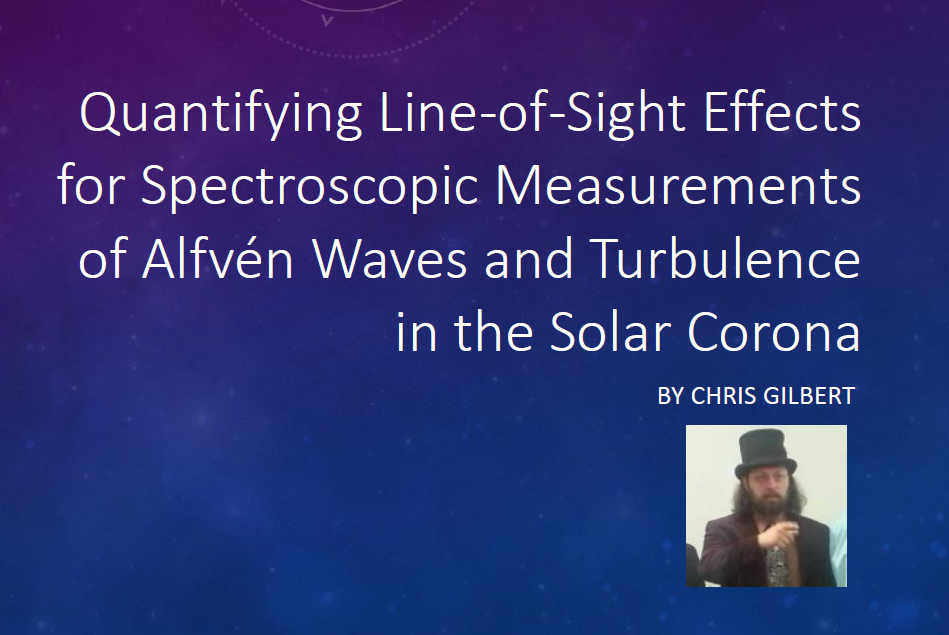 Quantifying Line-of-Sight Effects
for Spectroscopic Measurements
of Alfvén Waves and Turbulence
in the Solar Corona
BY CHRIS GILBERT